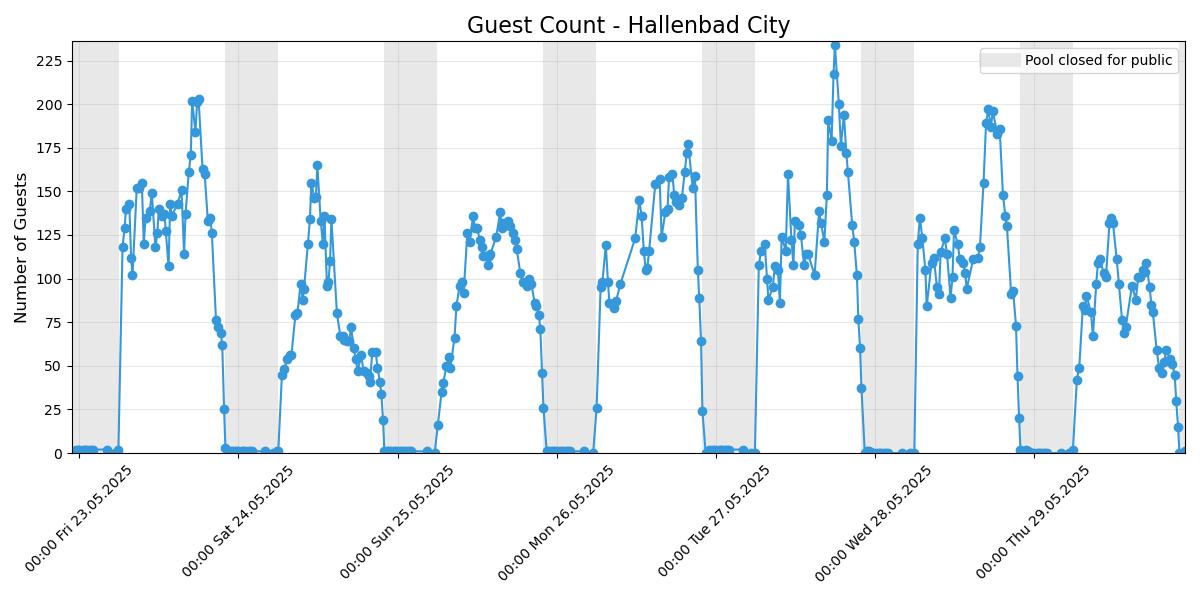 Guest Count - Hallenbad City
Pool closed for public
Number of Guests
225
200
175
150
125
100
75
50
25
0
00:00 Fri 23.05.2025
00:00 Sat 24.05.2025
00:00 Sun 25.05.2025
00:00 Mon 26.05.2025
00:00 Tue 27.05.2025
00:00 Wed 28.05.2025
00:00 Thu 29.05.2025